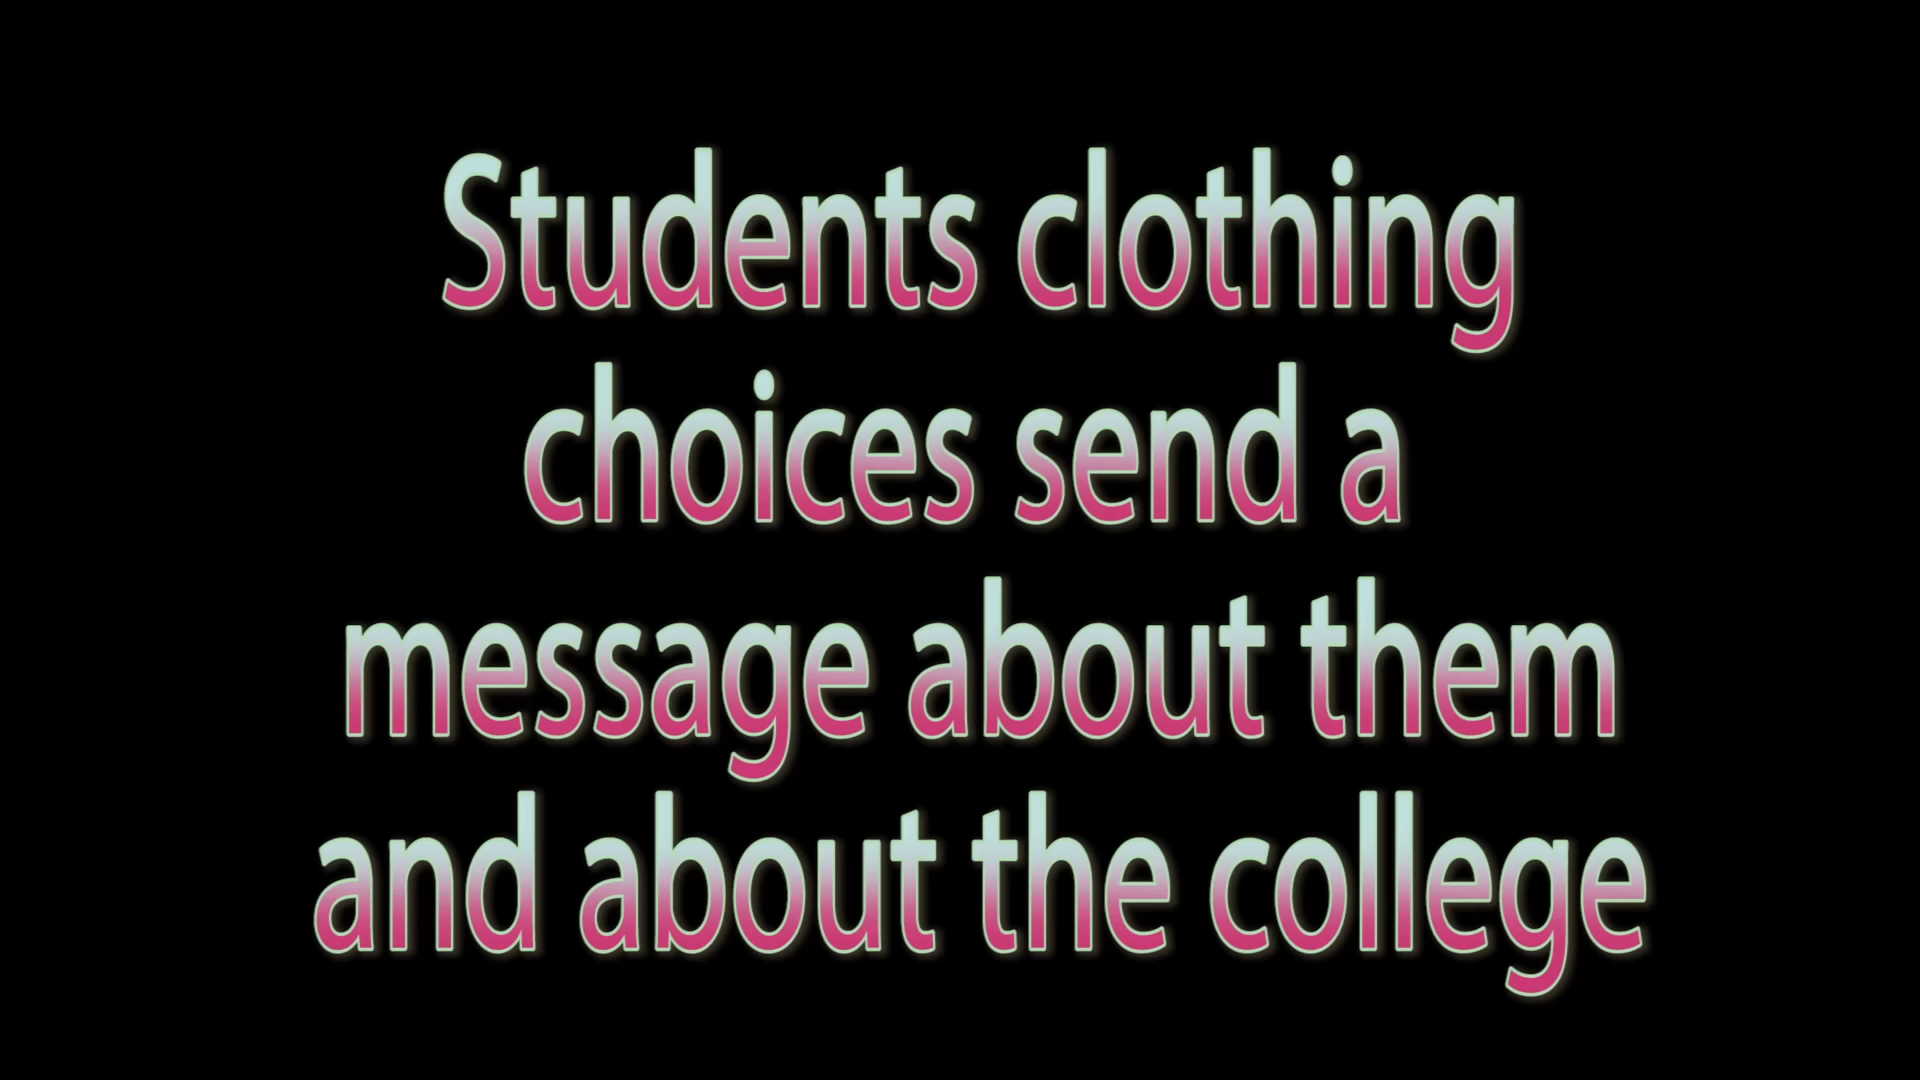 Students clothing
choices send a
message about them
and about the college